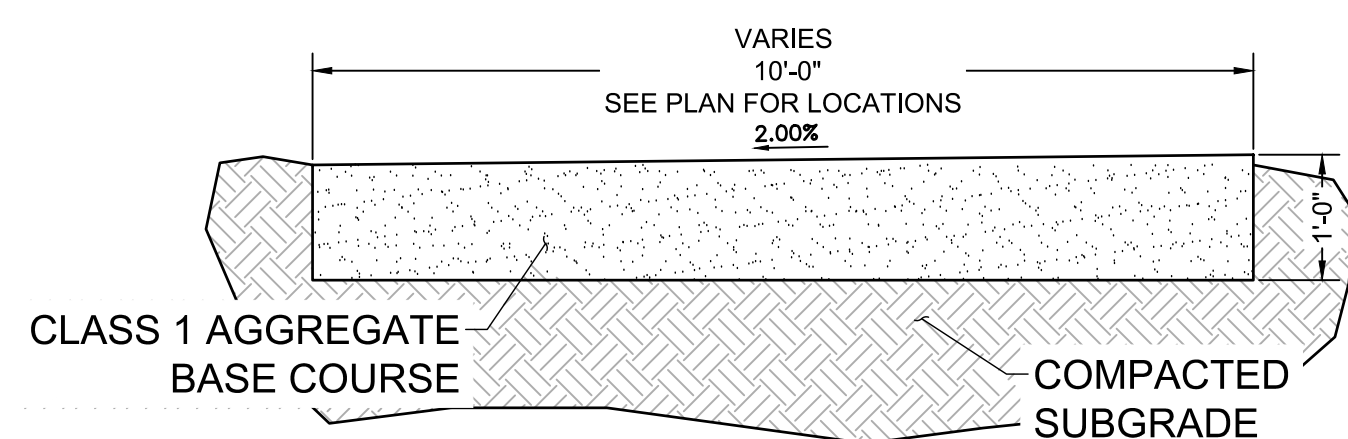 VARIES
10'-0"
SEE PLAN FOR LOCATIONS
2.00%
1'-0"
CLASS 1 AGGREGATE
BASE COURSE
COMPACTED
SUBGRADE